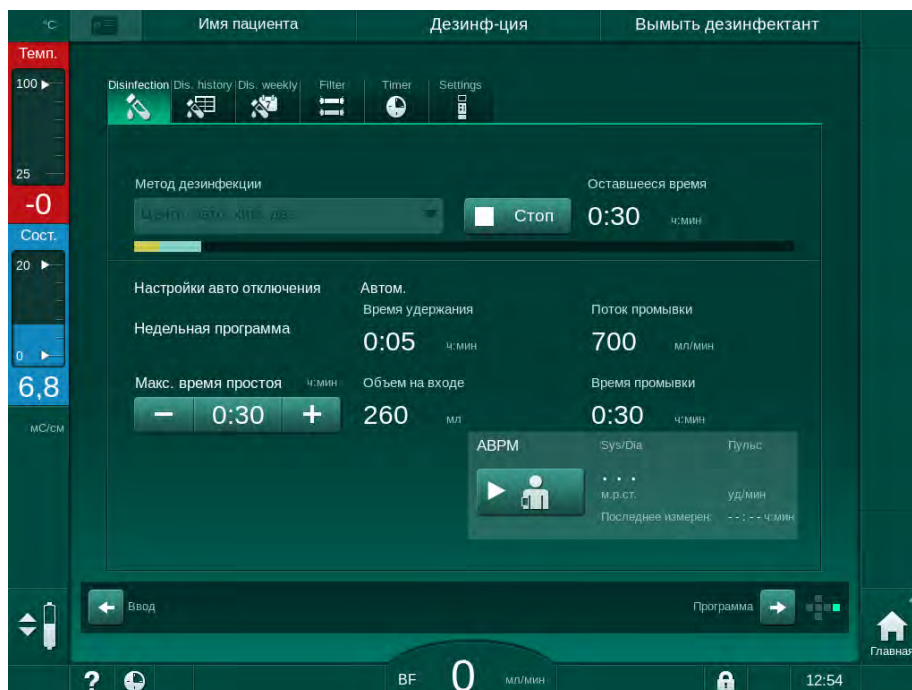 °C
Имя пациента
Дезинф-ция
Вымыть дезинфектант
Темп.
100
25
-0
Сост.
20
0
6,8
мС/см
Disinfection
Dis. history
Dis. weekly
7
Filter
Timer
Settings
Метод дезинфекции
Стоп
Оставшееся время
0:30 ч:мин
Настройки авто отключения
Автом.
Время удержания
Поток промывки
Недельная программа
0:05 ч:мин
700 мл/мин
Макс. время простоя ч:мин
Объем на входе
Время промывки
− 0:30 +
260 мл
0:30 ч:мин
ABPM
Sys/Dia
Пульс
. . .
м.р.ст.
уд/мин
Последнее измерен: --:-- ч:мин
Ввод
Программа
Главная
?
BF 0 мл/мин
12:54